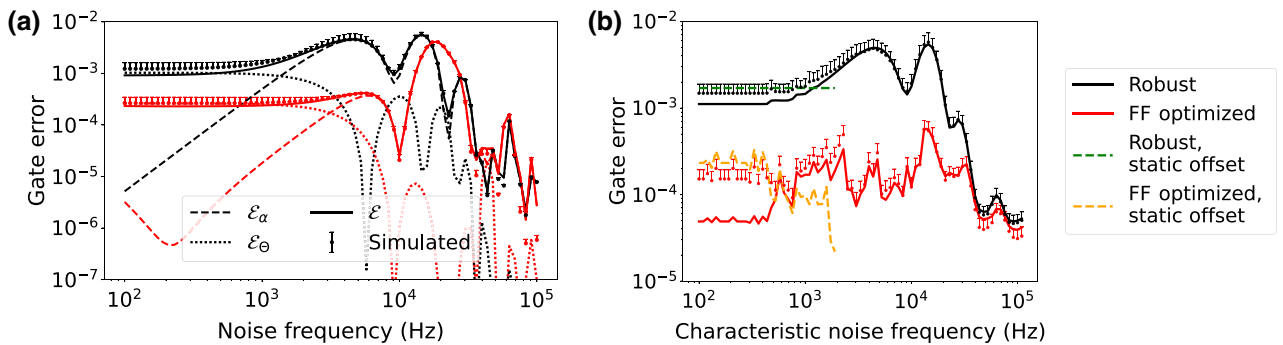 (a)
Gate error
10⁻²
10⁻³
10⁻⁴
10⁻⁵
10⁻⁶
10⁻⁷
ℰα
ℰΘ
ℰ
Simulated
10² 10³ 10⁴ 10⁵
Noise frequency (Hz)
(b)
Gate error
10⁻²
10⁻³
10⁻⁴
10⁻⁵
10² 10³ 10⁴ 10⁵
Characteristic noise frequency (Hz)
Robust
FF optimized
Robust,
static offset
FF optimized,
static offset